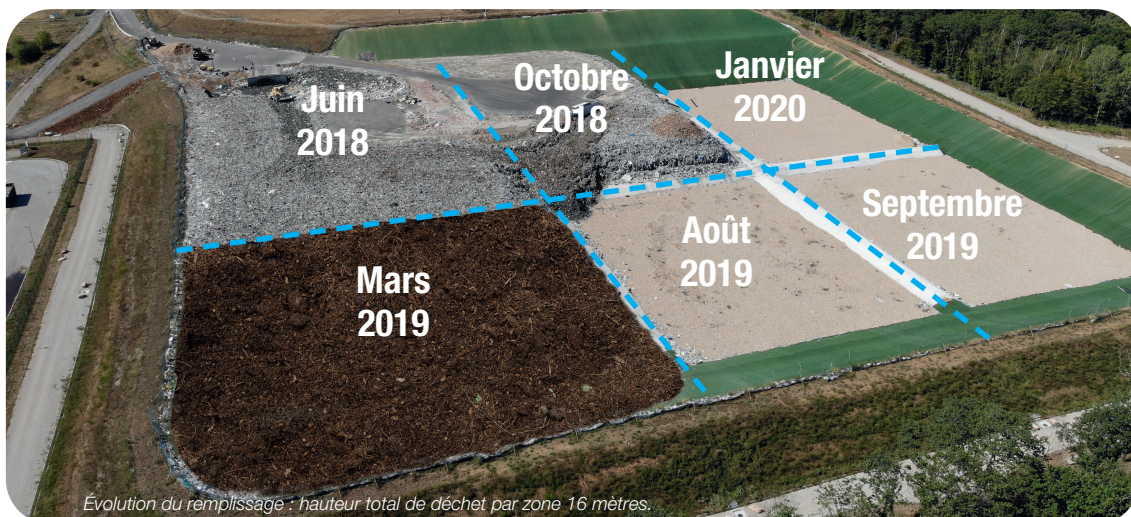 Juin
2018
Octobre
2018
Janvier
2020
Mars
2019
Août
2019
Septembre
2019
Évolution du remplissage : hauteur total de déchet par zone 16 mètres.